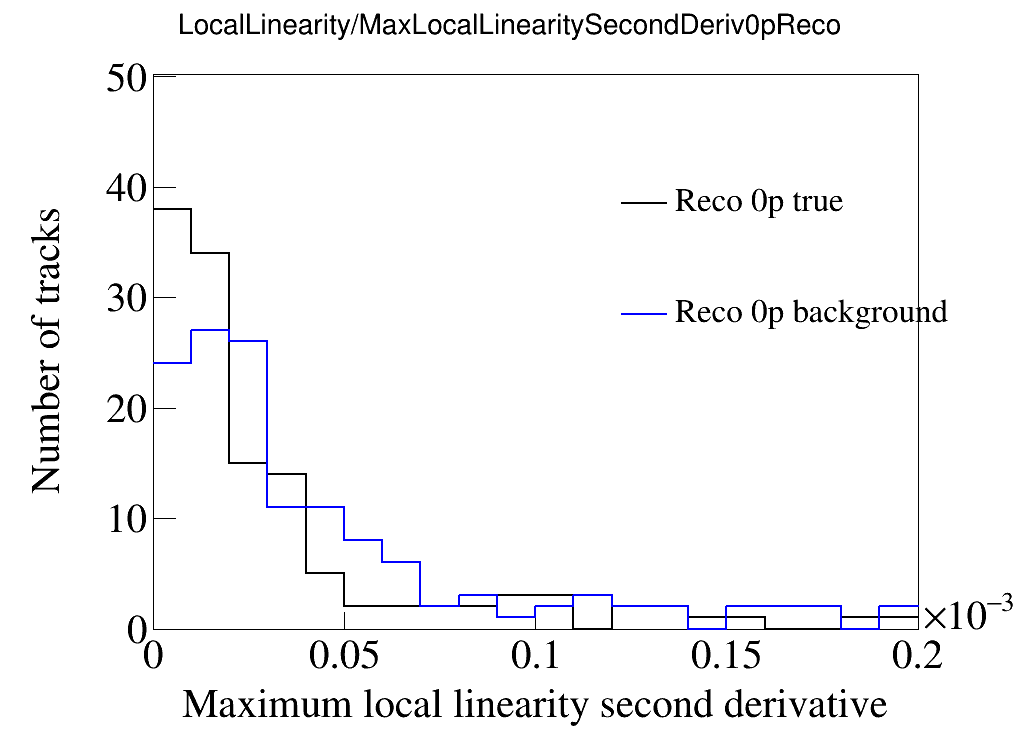 LocalLinearity/MaxLocalLinearitySecondDeriv0pReco
50
40
30
20
10
0
Number of tracks
Reco 0p true
Reco 0p background
0 0.05 0.1 0.15 0.2
×10⁻³
Maximum local linearity second derivative